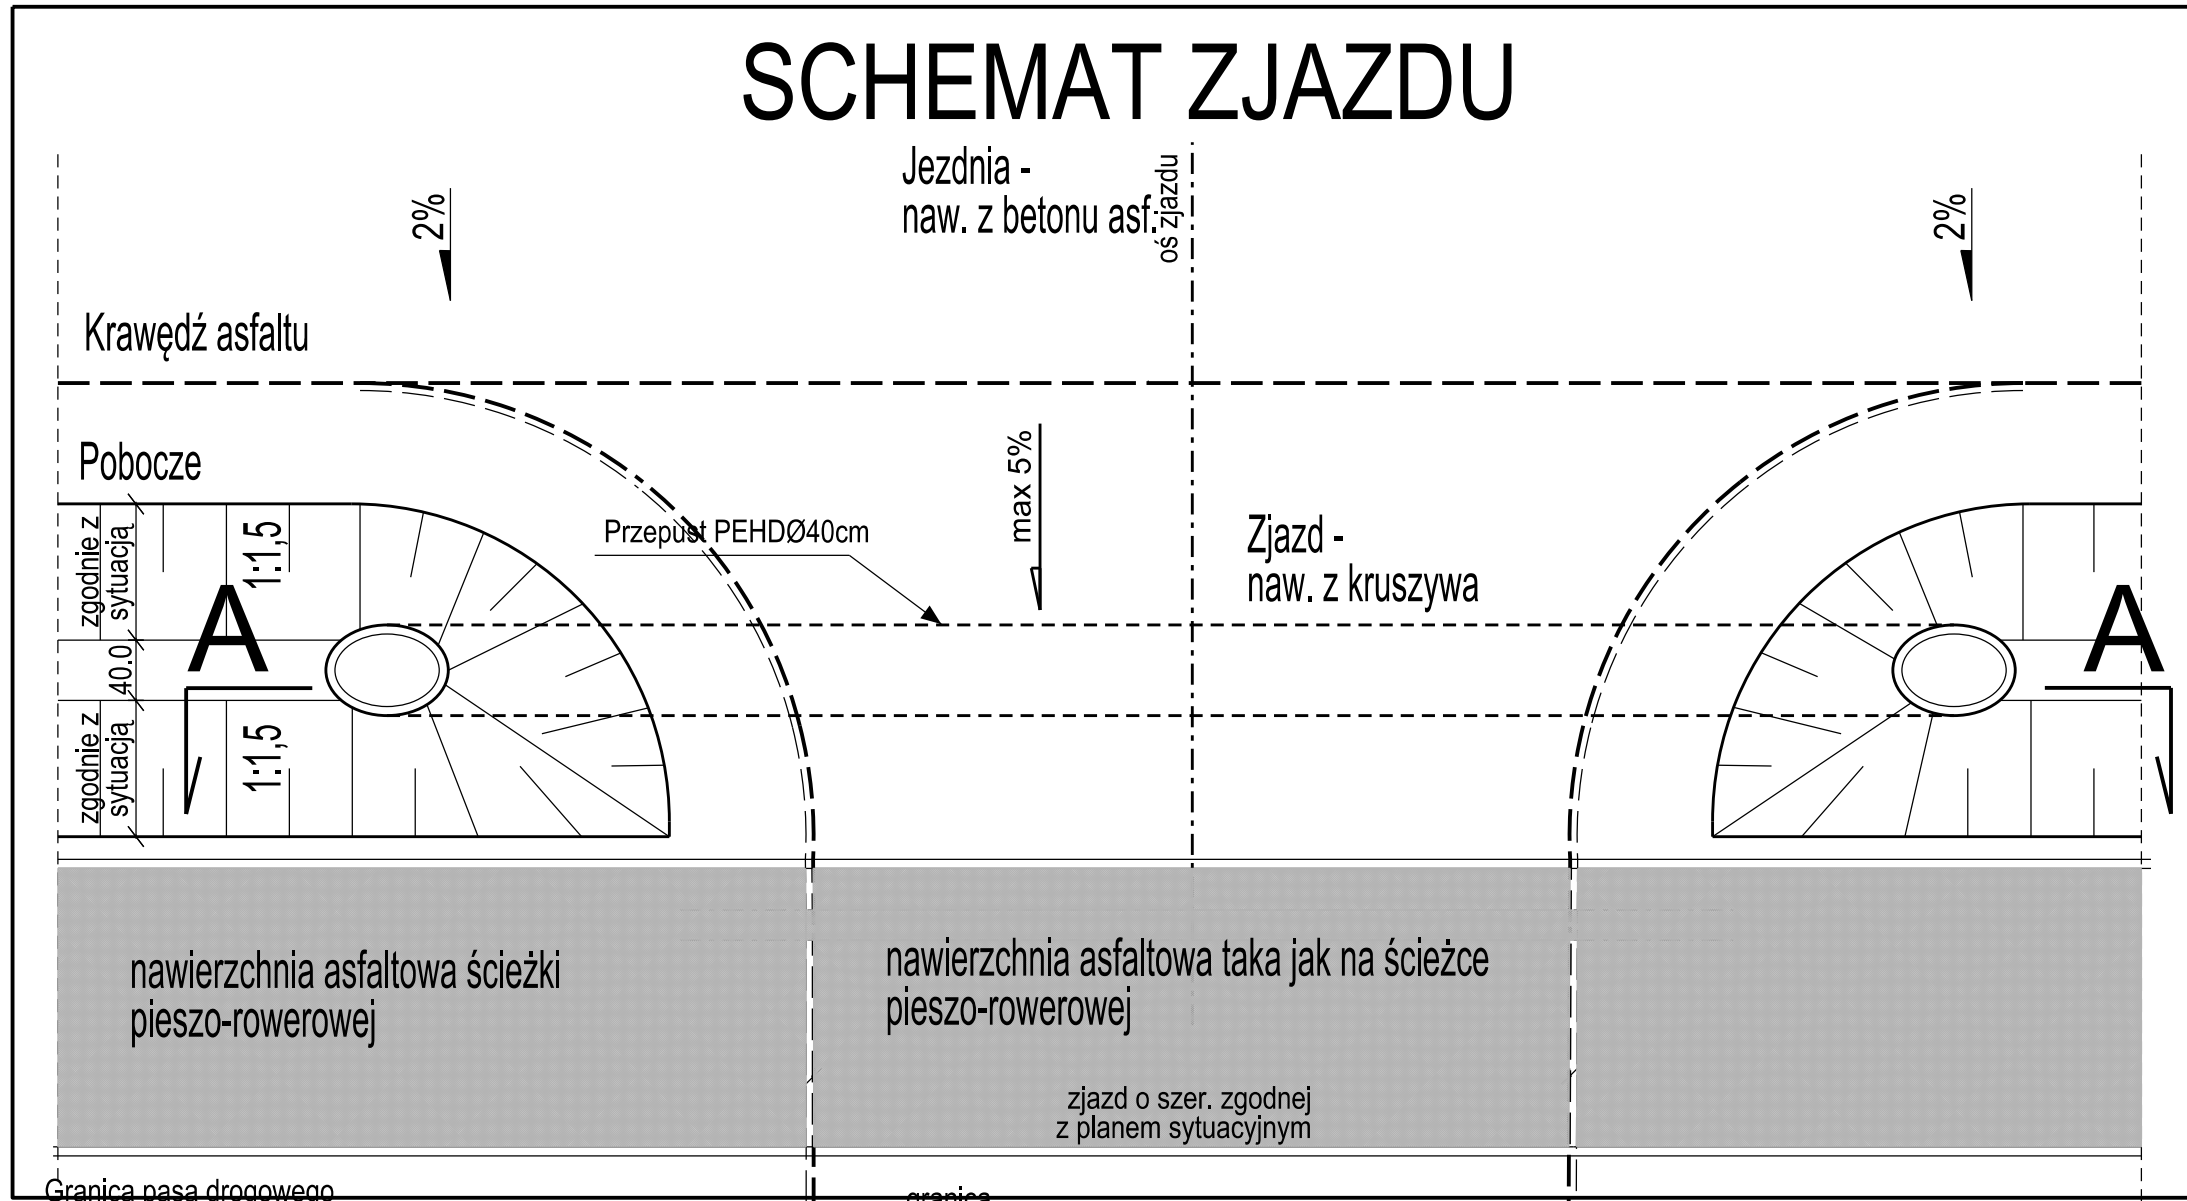 SCHEMAT ZJAZDU
Jezdnia -
naw. z betonu asf.
oś zjazdu
2%
2%
Krawędź asfaltu
Pobocze
max 5%
Przepust PEHDØ40cm
Zjazd -
naw. z kruszywa
zgodnie z
sytuacją
1:1,5
A
A
40.0
zgodnie z
sytuacją
1:1,5
nawierzchnia asfaltowa ścieżki
pieszo-rowerowej
nawierzchnia asfaltowa taka jak na ścieżce
pieszo-rowerowej
zjazd o szer. zgodnej
z planem sytuacyjnym
Granica pasa drogowego
granica